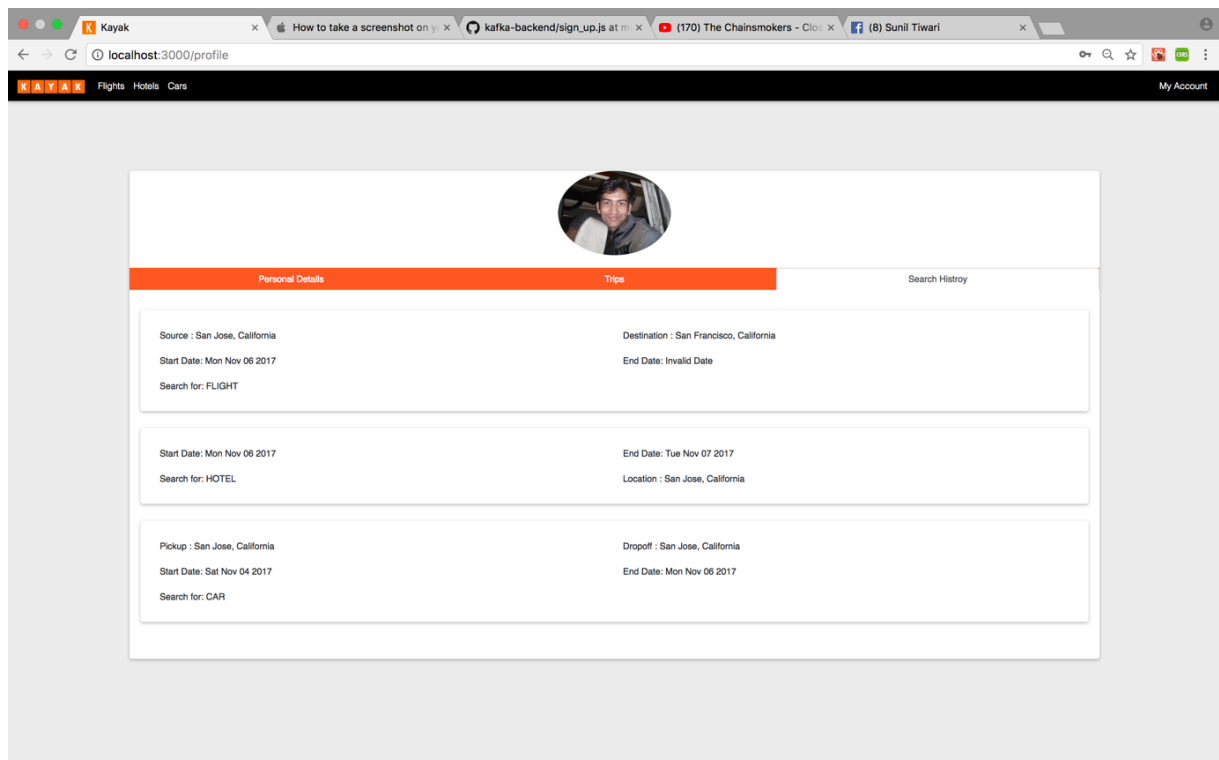 K Kayak
How to take a screenshot on y
kafka-backend/sign_up.js at m
(170) The Chainsmokers - Clos
f (8) Sunil Tiwari
localhost:3000/profile
KAYAK Flights Hotels Cars My Account
Personal Details Trips Search Histroy
Source : San Jose, California Destination : San Francisco, California
Start Date: Mon Nov 06 2017 End Date: Invalid Date
Search for: FLIGHT
Start Date: Mon Nov 06 2017 End Date: Tue Nov 07 2017
Search for: HOTEL Location : San Jose, California
Pickup : San Jose, California Dropoff : San Jose, California
Start Date: Sat Nov 04 2017 End Date: Mon Nov 06 2017
Search for: CAR